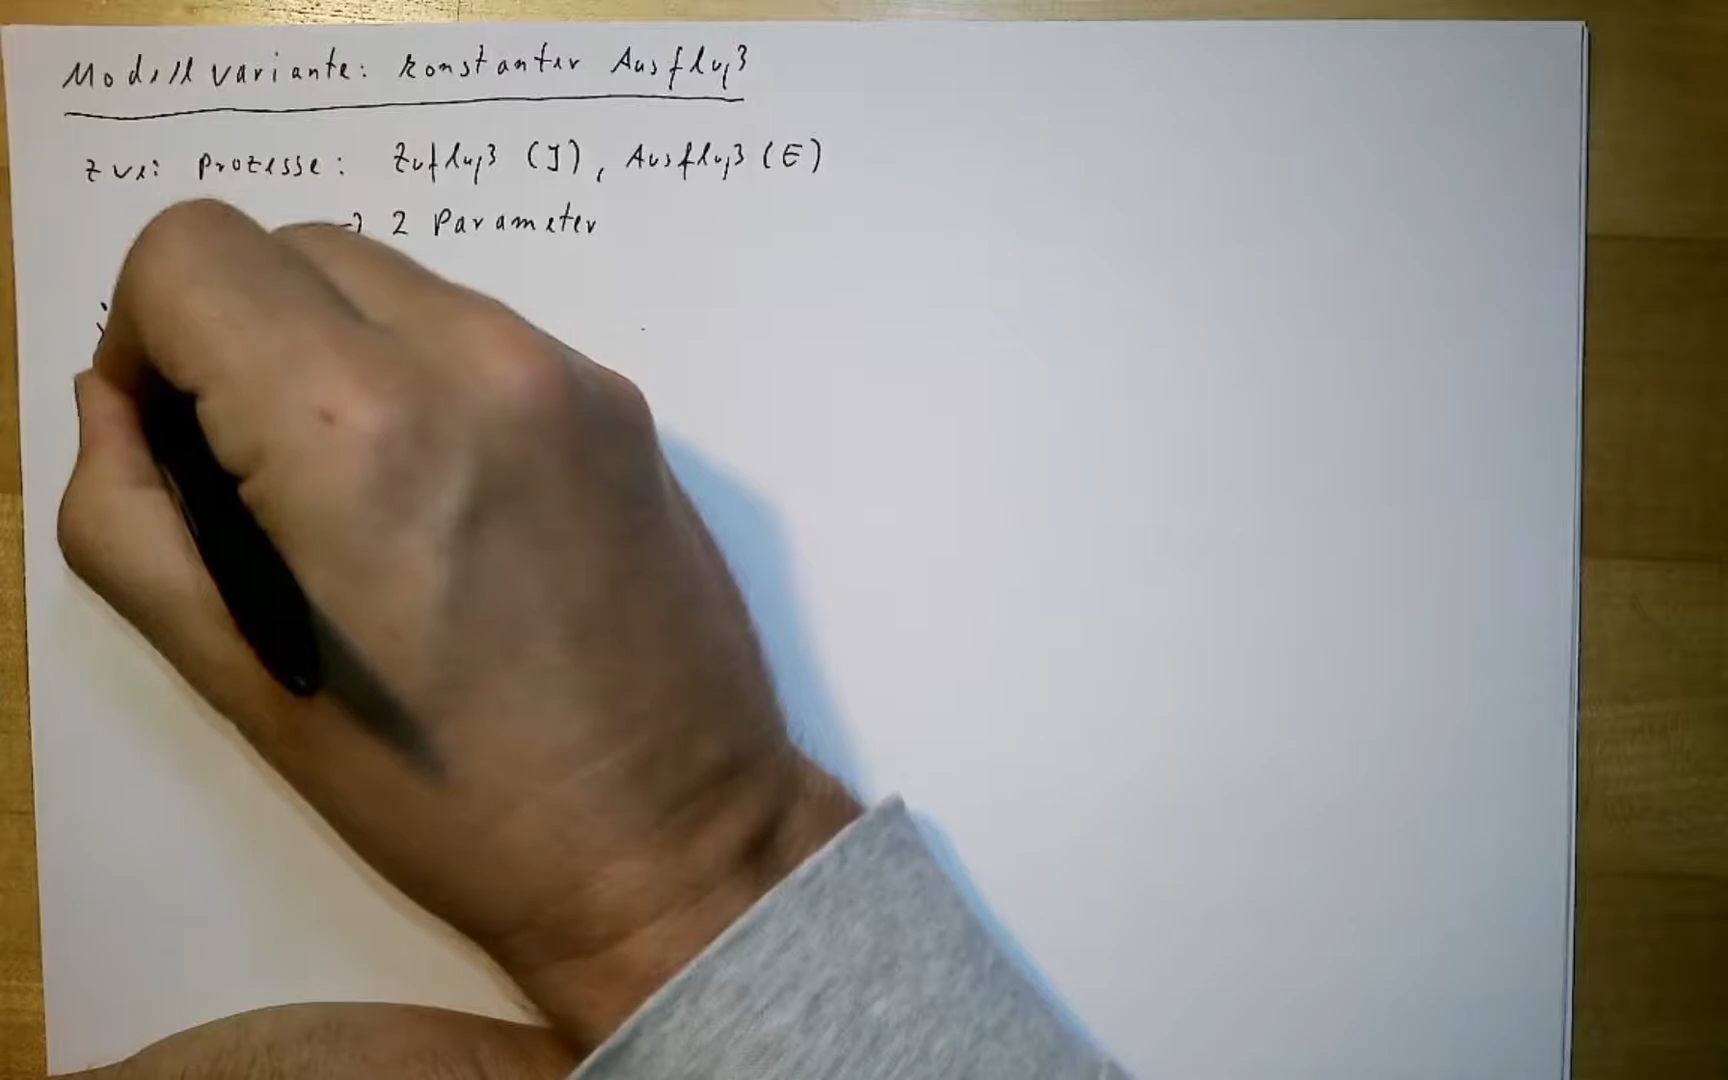 Modellvariante: konstanter Ausfluß
zwei Prozesse: Zufluß (J), Ausfluß (E)
→ 2 Parameter